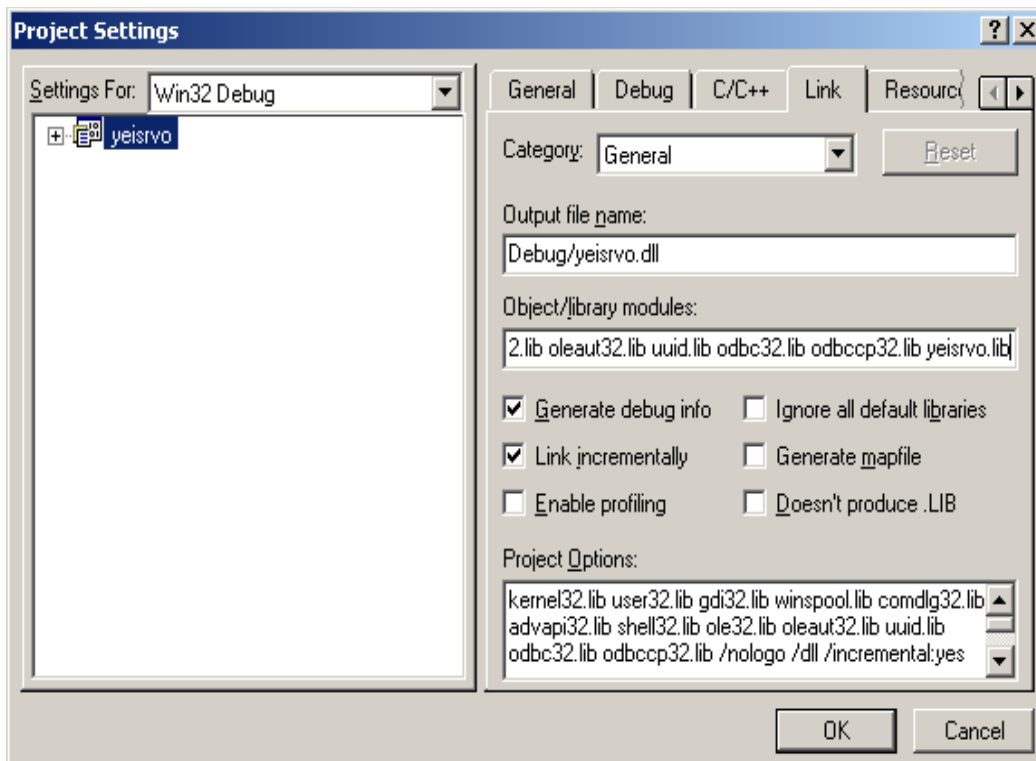 Project Settings
Settings For: Win32 Debug
yeisrvo
General Debug C/C++ Link Resourc
Category: General Reset
Output file name:
Debug/yeisrvo.dll
Object/library modules:
2.lib oleaut32.lib uuid.lib odbc32.lib odbccp32.lib yeisrvo.lib
Generate debug info Ignore all default libraries
Link incrementally Generate mapfile
Enable profiling Doesn't produce .LIB
Project Options:
kernel32.lib user32.lib gdi32.lib winspool.lib comdlg32.lib
advapi32.lib shell32.lib ole32.lib oleaut32.lib uuid.lib
odbc32.lib odbccp32.lib /nologo /dll /incremental:yes
OK Cancel